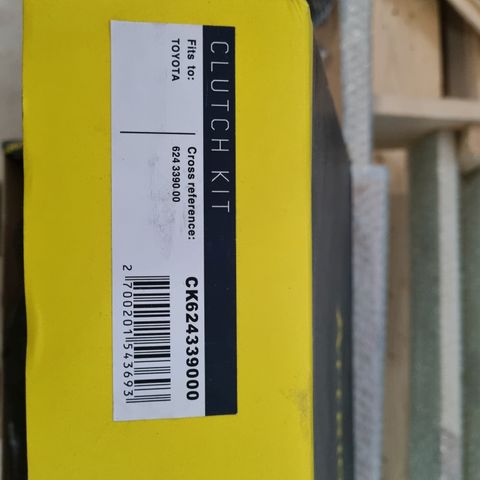 CLUTCH KIT
Fits to:
TOYOTA
Cross reference:
624 3390 00
CK624339000
2 700201 543693